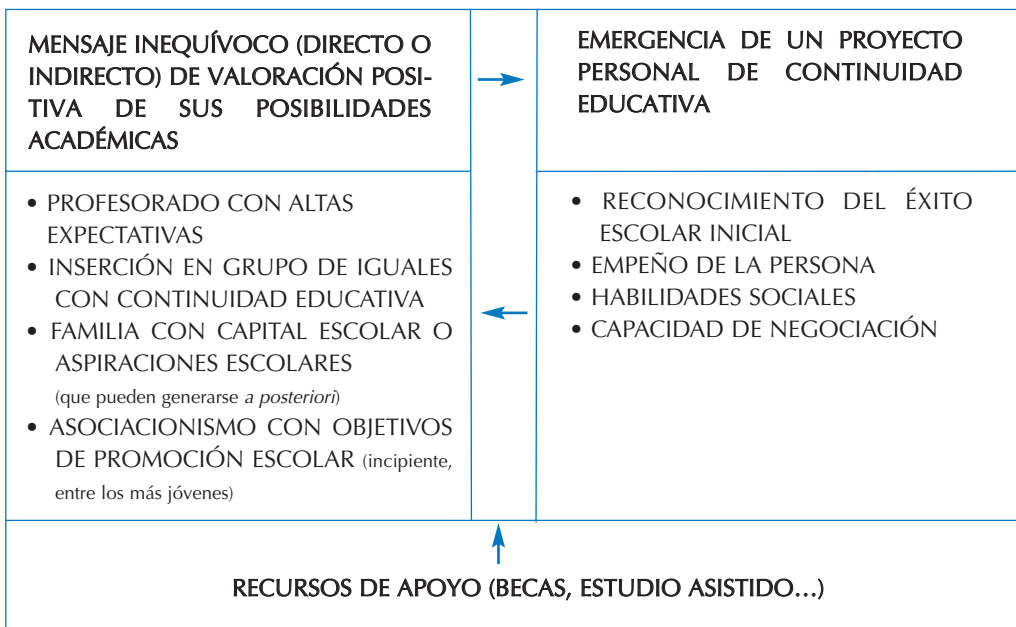 MENSAJE INEQUÍVOCO (DIRECTO O
INDIRECTO) DE VALORACIÓN POSI-
TIVA DE SUS POSIBILIDADES
ACADÉMICAS
EMERGENCIA DE UN PROYECTO
PERSONAL DE CONTINUIDAD
EDUCATIVA
• PROFESORADO CON ALTAS
EXPECTATIVAS
• INSERCIÓN EN GRUPO DE IGUALES
CON CONTINUIDAD EDUCATIVA
• FAMILIA CON CAPITAL ESCOLAR O
ASPIRACIONES ESCOLARES
(que pueden generarse a posteriori)
• ASOCIACIONISMO CON OBJETIVOS
DE PROMOCIÓN ESCOLAR (incipiente,
entre los más jóvenes)
• RECONOCIMIENTO DEL ÉXITO
ESCOLAR INICIAL
• EMPEÑO DE LA PERSONA
• HABILIDADES SOCIALES
• CAPACIDAD DE NEGOCIACIÓN
RECURSOS DE APOYO (BECAS, ESTUDIO ASISTIDO…)